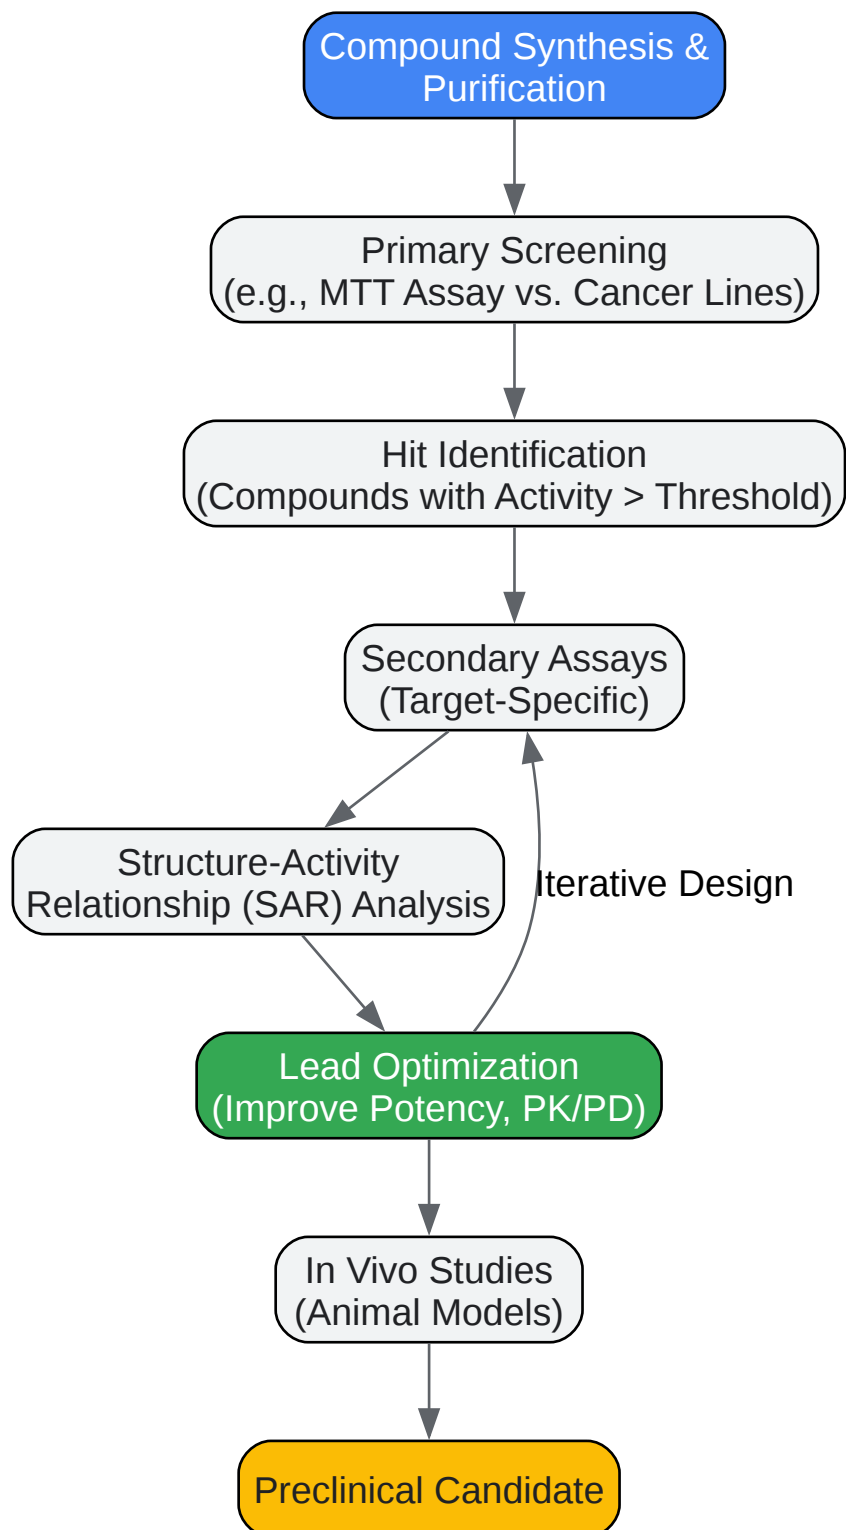 Compound Synthesis &
Purification
Primary Screening
(e.g., MTT Assay vs. Cancer Lines)
Hit Identification
(Compounds with Activity > Threshold)
Secondary Assays
(Target-Specific)
Structure-Activity
Relationship (SAR) Analysis
Iterative Design
Lead Optimization
(Improve Potency, PK/PD)
In Vivo Studies
(Animal Models)
Preclinical Candidate